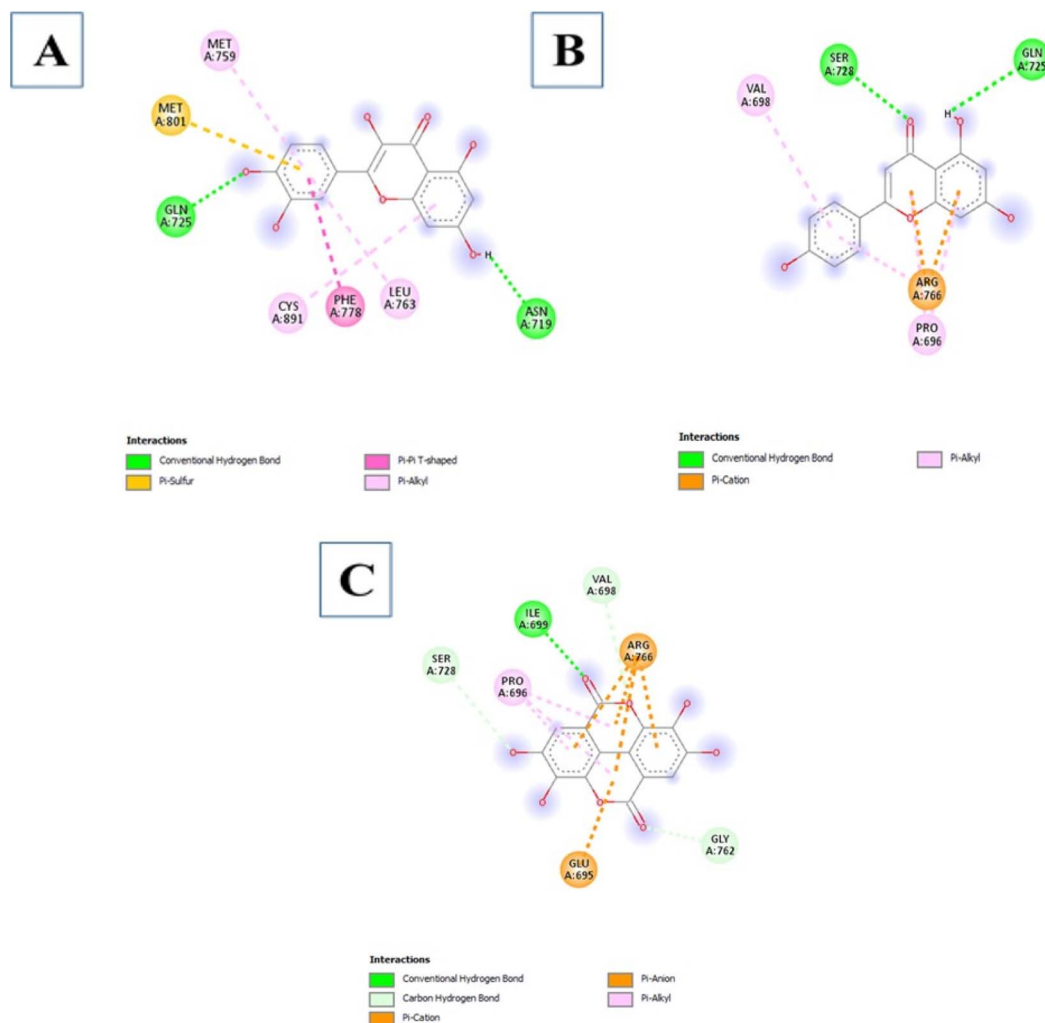 A
MET
A:759
MET
A:801
GLN
A:725
CYS
A:891
PHE
A:778
LEU
A:763
H
ASN
A:719
Interactions
Conventional Hydrogen Bond
Pi-Sulfur
Pi-Pi T-shaped
Pi-Alkyl
B
SER
A:728
GLN
A:725
VAL
A:698
H
ARG
A:766
PRO
A:696
Interactions
Conventional Hydrogen Bond
Pi-Cation
Pi-Alkyl
C
VAL
A:698
ILE
A:699
ARG
A:766
SER
A:728
PRO
A:696
GLY
A:762
GLU
A:695
Interactions
Conventional Hydrogen Bond
Carbon Hydrogen Bond
Pi-Cation
Pi-Anion
Pi-Alkyl